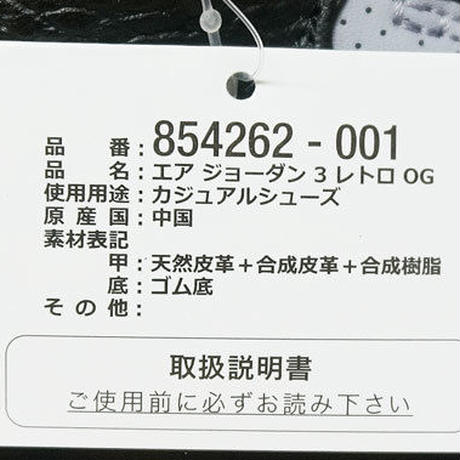 品 番：854262 - 001
品 名：エア ジョーダン 3 レトロ OG
使用用途：カジュアルシューズ
原 産 国：中国
素材表記
甲：天然皮革＋合成皮革＋合成樹脂
底：ゴム底
そ の 他：
取扱説明書
ご使用前に必ずお読み下さい